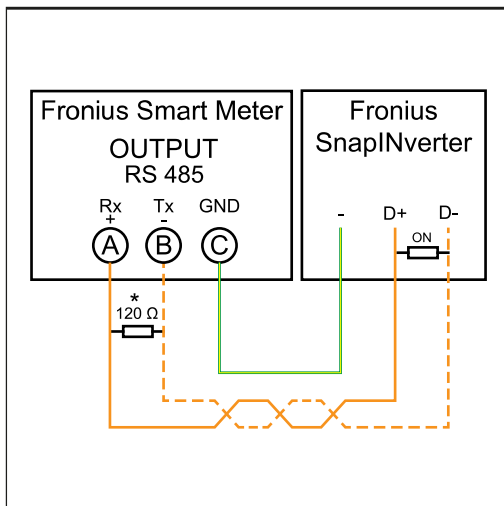 Fronius Smart Meter
OUTPUT
RS 485
Rx Tx GND
+ -
A B C
*
120 Ω
Fronius
SnapINverter
- D+ D-
ON